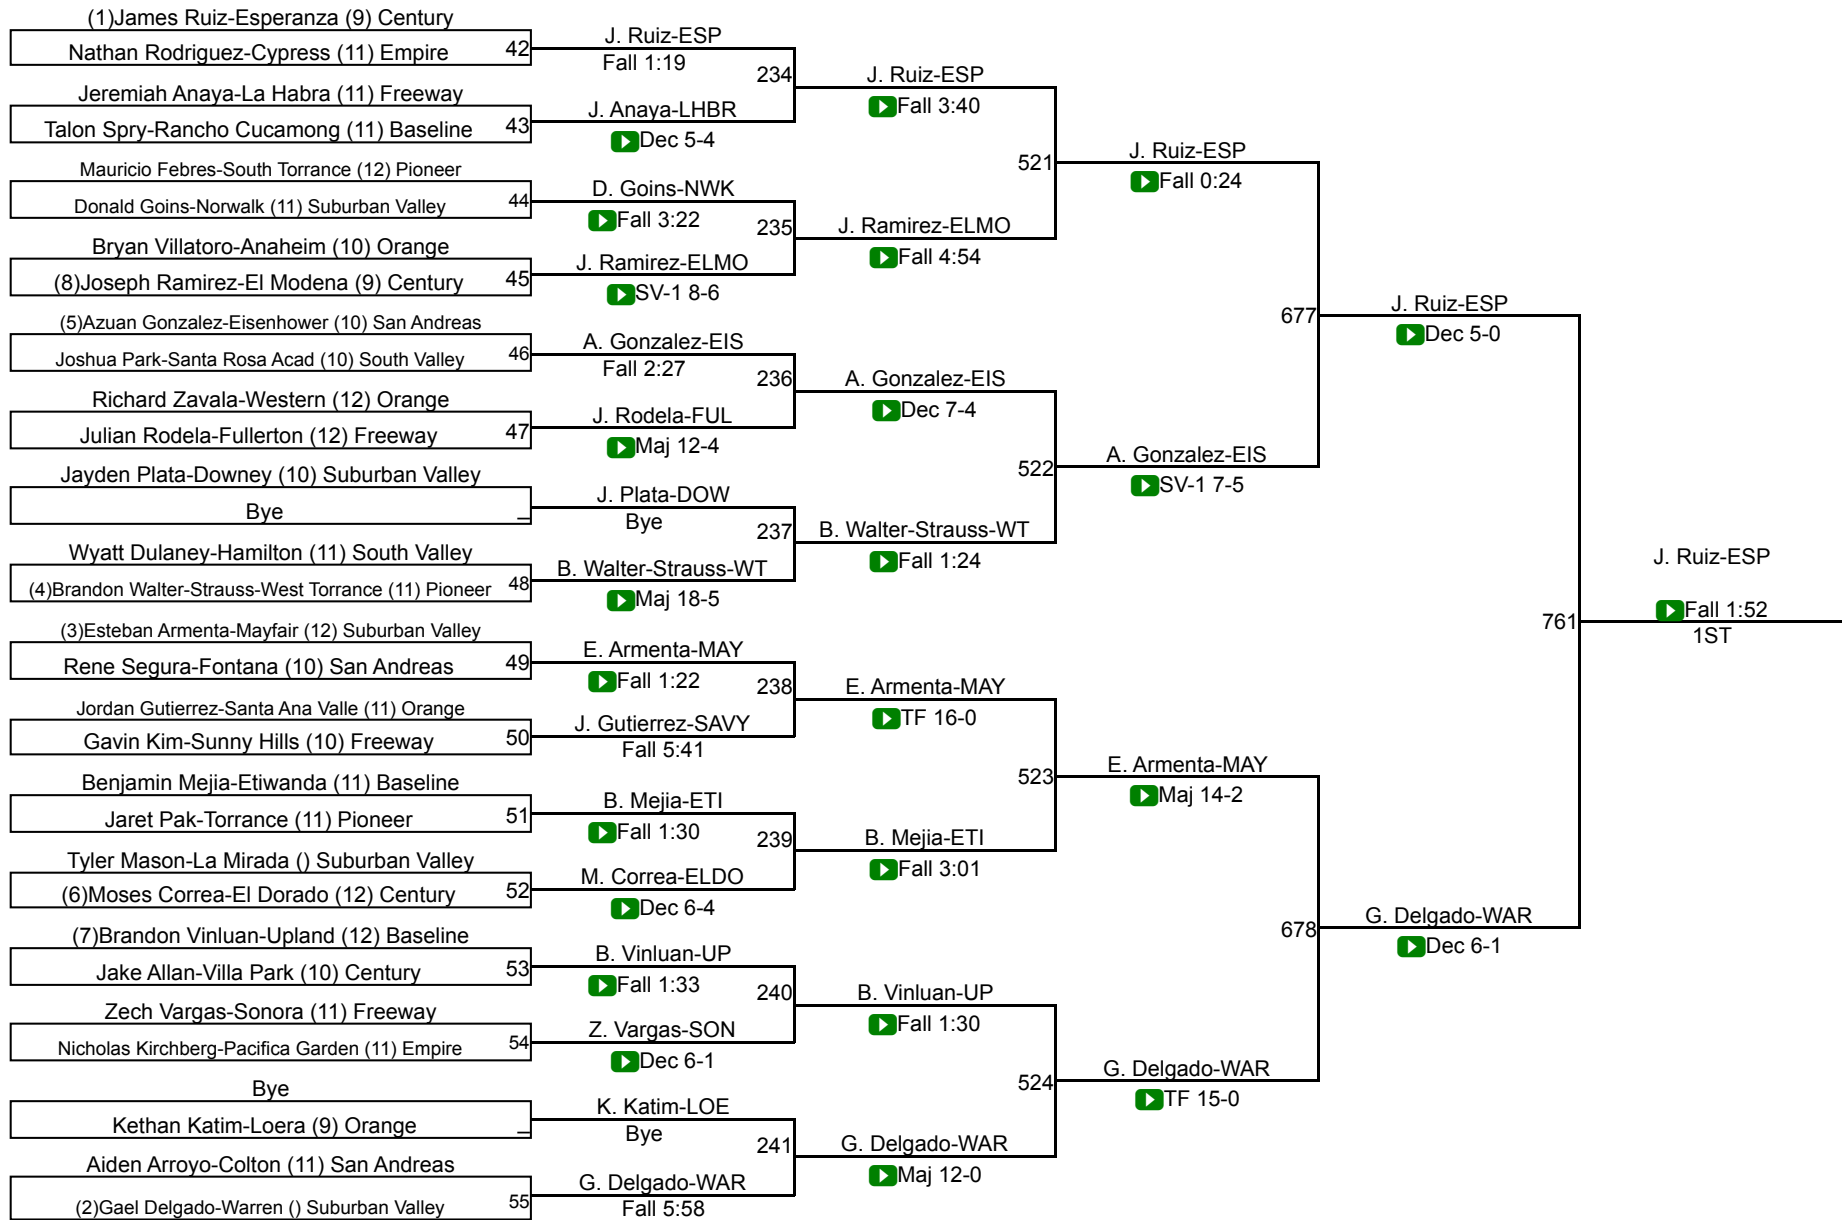 (1)James Ruiz-Esperanza (9) Century
Nathan Rodriguez-Cypress (11) Empire
42
Jeremiah Anaya-La Habra (11) Freeway
Talon Spry-Rancho Cucamong (11) Baseline
43
Mauricio Febres-South Torrance (12) Pioneer
Donald Goins-Norwalk (11) Suburban Valley
44
Bryan Villatoro-Anaheim (10) Orange
(8)Joseph Ramirez-El Modena (9) Century
45
(5)Azuan Gonzalez-Eisenhower (10) San Andreas
Joshua Park-Santa Rosa Acad (10) South Valley
46
Richard Zavala-Western (12) Orange
Julian Rodela-Fullerton (12) Freeway
47
Jayden Plata-Downey (10) Suburban Valley
Bye
_
Wyatt Dulaney-Hamilton (11) South Valley
(4)Brandon Walter-Strauss-West Torrance (11) Pioneer
48
(3)Esteban Armenta-Mayfair (12) Suburban Valley
Rene Segura-Fontana (10) San Andreas
49
Jordan Gutierrez-Santa Ana Valle (11) Orange
Gavin Kim-Sunny Hills (10) Freeway
50
Benjamin Mejia-Etiwanda (11) Baseline
Jaret Pak-Torrance (11) Pioneer
51
Tyler Mason-La Mirada () Suburban Valley
(6)Moses Correa-El Dorado (12) Century
52
(7)Brandon Vinluan-Upland (12) Baseline
Jake Allan-Villa Park (10) Century
53
Zech Vargas-Sonora (11) Freeway
Nicholas Kirchberg-Pacifica Garden (11) Empire
54
Bye
Kethan Katim-Loera (9) Orange
_
Aiden Arroyo-Colton (11) San Andreas
(2)Gael Delgado-Warren () Suburban Valley
55
J. Ruiz-ESP
Fall 1:19
234
J. Anaya-LHBR
Dec 5-4
D. Goins-NWK
Fall 3:22
235
J. Ramirez-ELMO
SV-1 8-6
A. Gonzalez-EIS
Fall 2:27
236
J. Rodela-FUL
Maj 12-4
J. Plata-DOW
Bye
237
B. Walter-Strauss-WT
Maj 18-5
E. Armenta-MAY
Fall 1:22
238
J. Gutierrez-SAVY
Fall 5:41
B. Mejia-ETI
Fall 1:30
239
M. Correa-ELDO
Dec 6-4
B. Vinluan-UP
Fall 1:33
240
Z. Vargas-SON
Dec 6-1
K. Katim-LOE
Bye
241
G. Delgado-WAR
Fall 5:58
J. Ruiz-ESP
Fall 3:40
521
J. Ramirez-ELMO
Fall 4:54
A. Gonzalez-EIS
Dec 7-4
522
B. Walter-Strauss-WT
Fall 1:24
E. Armenta-MAY
TF 16-0
523
B. Mejia-ETI
Fall 3:01
B. Vinluan-UP
Fall 1:30
524
G. Delgado-WAR
Maj 12-0
J. Ruiz-ESP
Fall 0:24
677
A. Gonzalez-EIS
SV-1 7-5
E. Armenta-MAY
Maj 14-2
678
G. Delgado-WAR
TF 15-0
J. Ruiz-ESP
Dec 5-0
761
G. Delgado-WAR
Dec 6-1
J. Ruiz-ESP
Fall 1:52
1ST